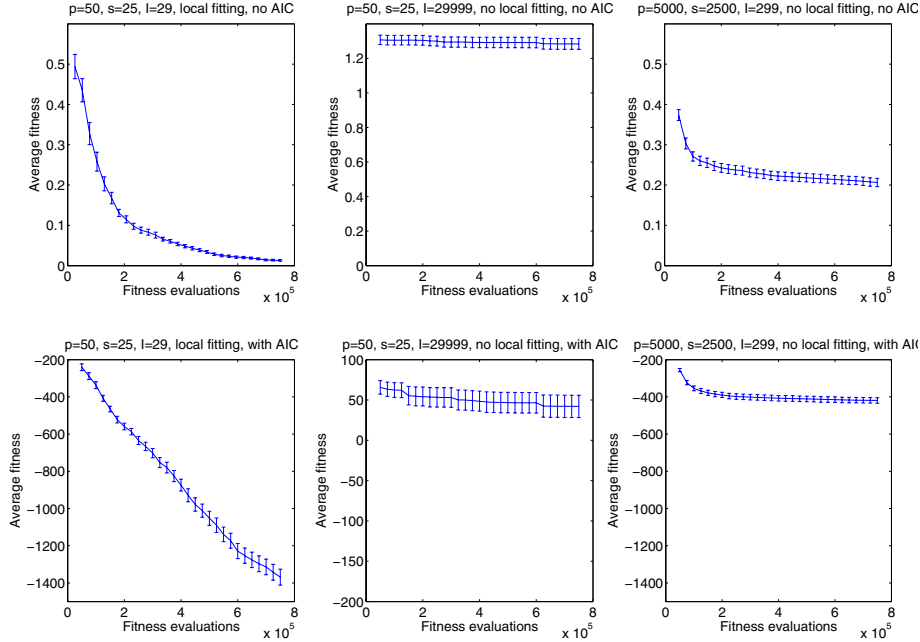 p=50, s=25, I=29, local fitting, no AIC
0.5
0.4
0.3
0.2
0.1
0
Average fitness
0 2 4 6 8
Fitness evaluations
x 10^5
p=50, s=25, I=29999, no local fitting, no AIC
1.2
1
0.8
0.6
0.4
0.2
0
Average fitness
0 2 4 6 8
Fitness evaluations
x 10^5
p=5000, s=2500, I=299, no local fitting, no AIC
0.5
0.4
0.3
0.2
0.1
0
Average fitness
0 2 4 6 8
Fitness evaluations
x 10^5
p=50, s=25, I=29, local fitting, with AIC
−200
−400
−600
−800
−1000
−1200
−1400
Average fitness
0 2 4 6 8
Fitness evaluations
x 10^5
p=50, s=25, I=29999, no local fitting, with AIC
100
50
0
−50
−100
−150
−200
Average fitness
0 2 4 6 8
Fitness evaluations
x 10^5
p=5000, s=2500, I=299, no local fitting, with AIC
−200
−400
−600
−800
−1000
−1200
−1400
Average fitness
0 2 4 6 8
Fitness evaluations
x 10^5